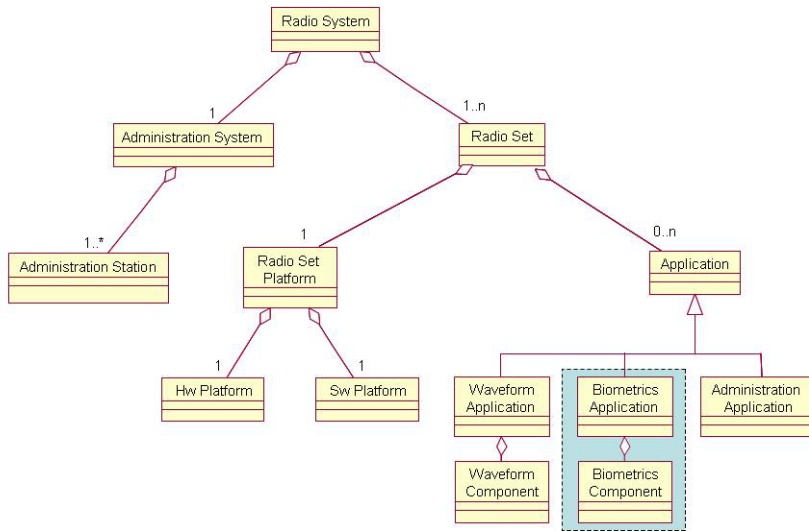 Radio System
1
1..n
Administration System
Radio Set
1..*
1
0..n
Administration Station
Radio Set
Platform
Application
1
1
Hw Platform
Sw Platform
Waveform
Application
Biometrics
Application
Administration
Application
Waveform
Component
Biometrics
Component